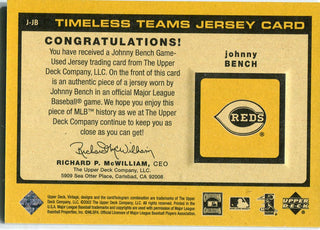 J-JB
TIMELESS TEAMS JERSEY CARD
CONGRATULATIONS!
You have received a Johnny Bench Game-
Used Jersey trading card from The Upper
Deck Company, LLC. On the front of this card
is an authentic piece of a jersey worn by
Johnny Bench in an official Major League
Baseball® game. We hope you enjoy this
piece of MLB™ history as we at The Upper
Deck Company continue to keep you as
close as you can get!
Richard P. McWilliam
RICHARD P. McWILLIAM, CEO
The Upper Deck Company, LLC.
5909 Sea Otter Place, Carlsbad, CA 92008
johnny
BENCH
REDS
UPPER DECK